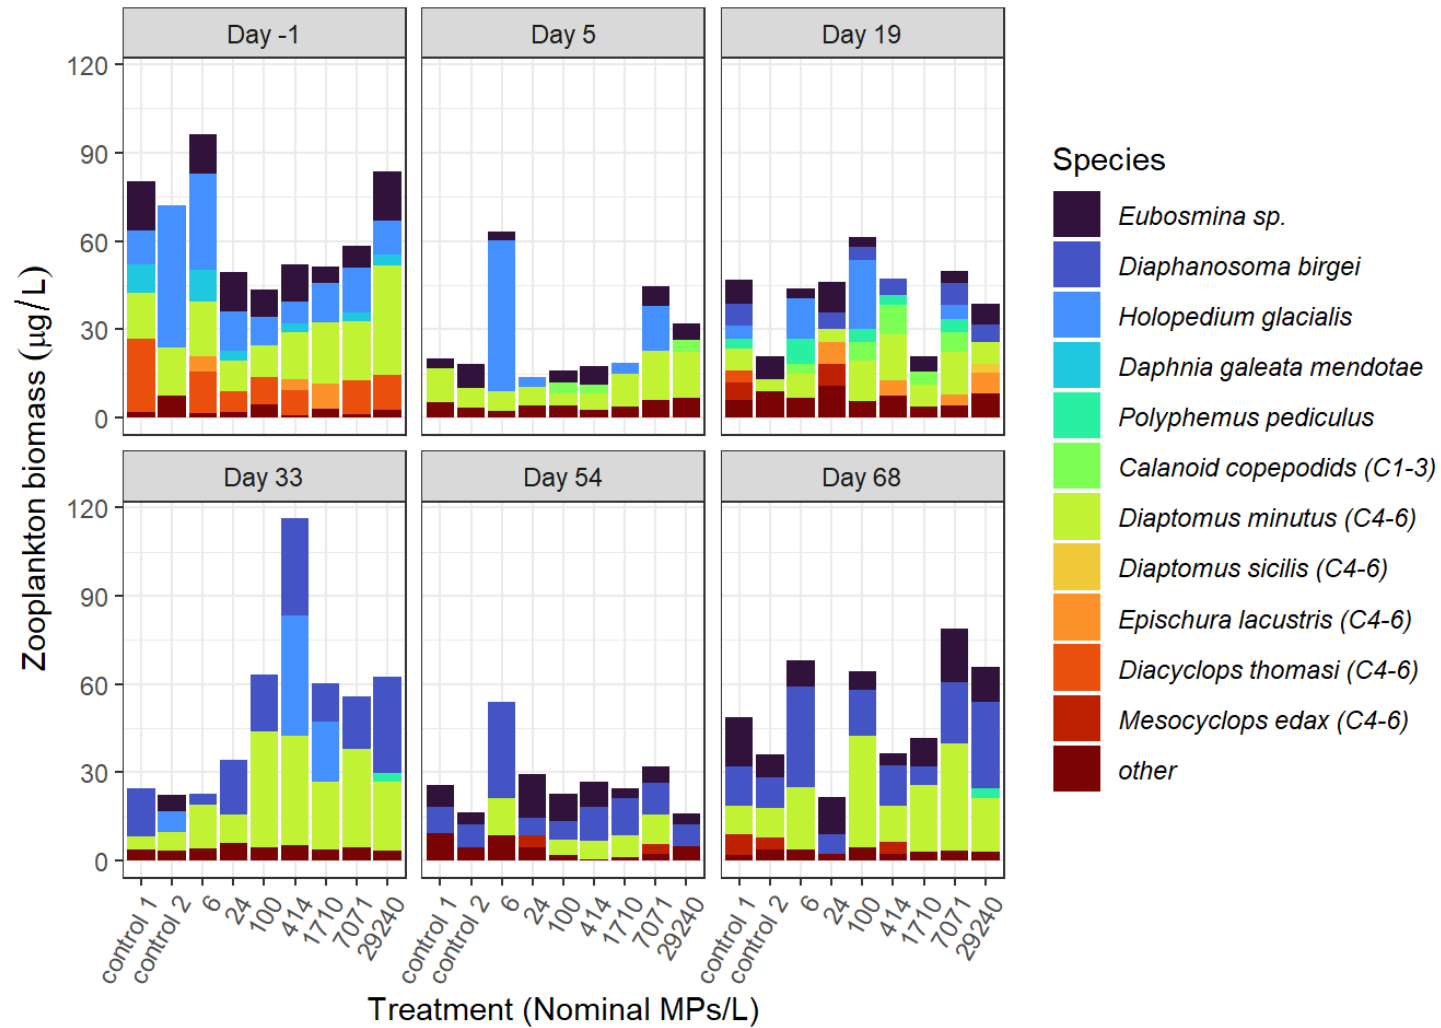 Day -1
Day 5
Day 19
120
90
60
30
0
Day 33
Day 54
Day 68
120
90
60
30
0
Zooplankton biomass (µg/L)
control 1
control 2
6
24
100
414
1710
7071
29240
control 1
control 2
6
24
100
414
1710
7071
29240
control 1
control 2
6
24
100
414
1710
7071
29240
Treatment (Nominal MPs/L)
Species
Eubosmina sp.
Diaphanosoma birgei
Holopedium glacialis
Daphnia galeata mendotae
Polyphemus pediculus
Calanoid copepodids (C1-3)
Diaptomus minutus (C4-6)
Diaptomus sicilis (C4-6)
Epischura lacustris (C4-6)
Diacyclops thomasi (C4-6)
Mesocyclops edax (C4-6)
other